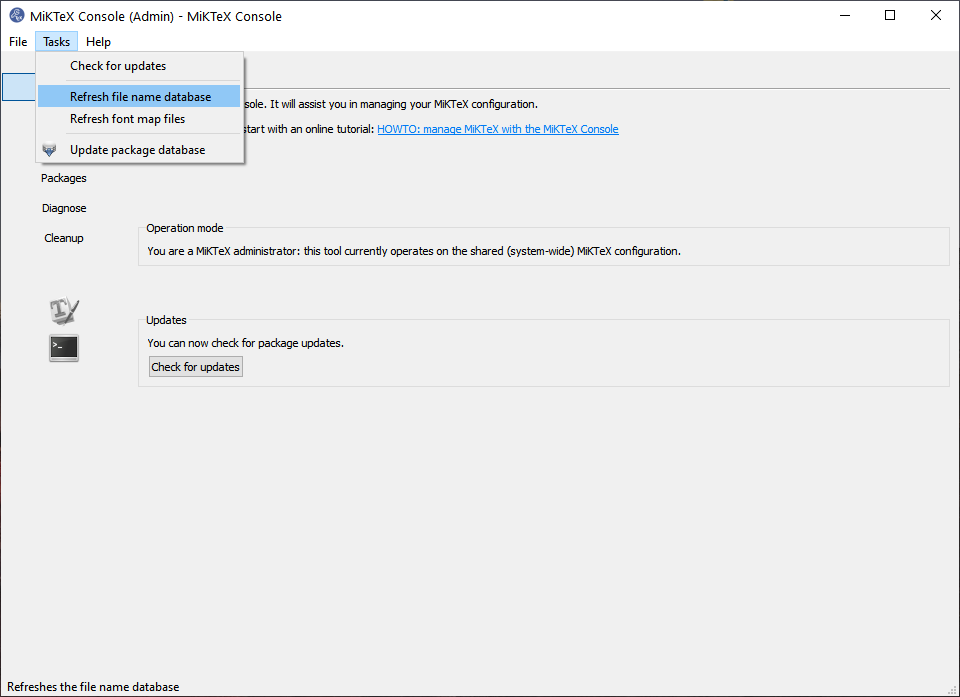 MiKTeX Console (Admin) - MiKTeX Console
File Tasks Help
Check for updates
Refresh file name database
Refresh font map files
Update package database
sole. It will assist you in managing your MiKTeX configuration.
start with an online tutorial: HOWTO: manage MiKTeX with the MiKTeX Console
Packages
Diagnose
Cleanup
Operation mode
You are a MiKTeX administrator: this tool currently operates on the shared (system-wide) MiKTeX configuration.
>_
Updates
You can now check for package updates.
Check for updates
Refreshes the file name database